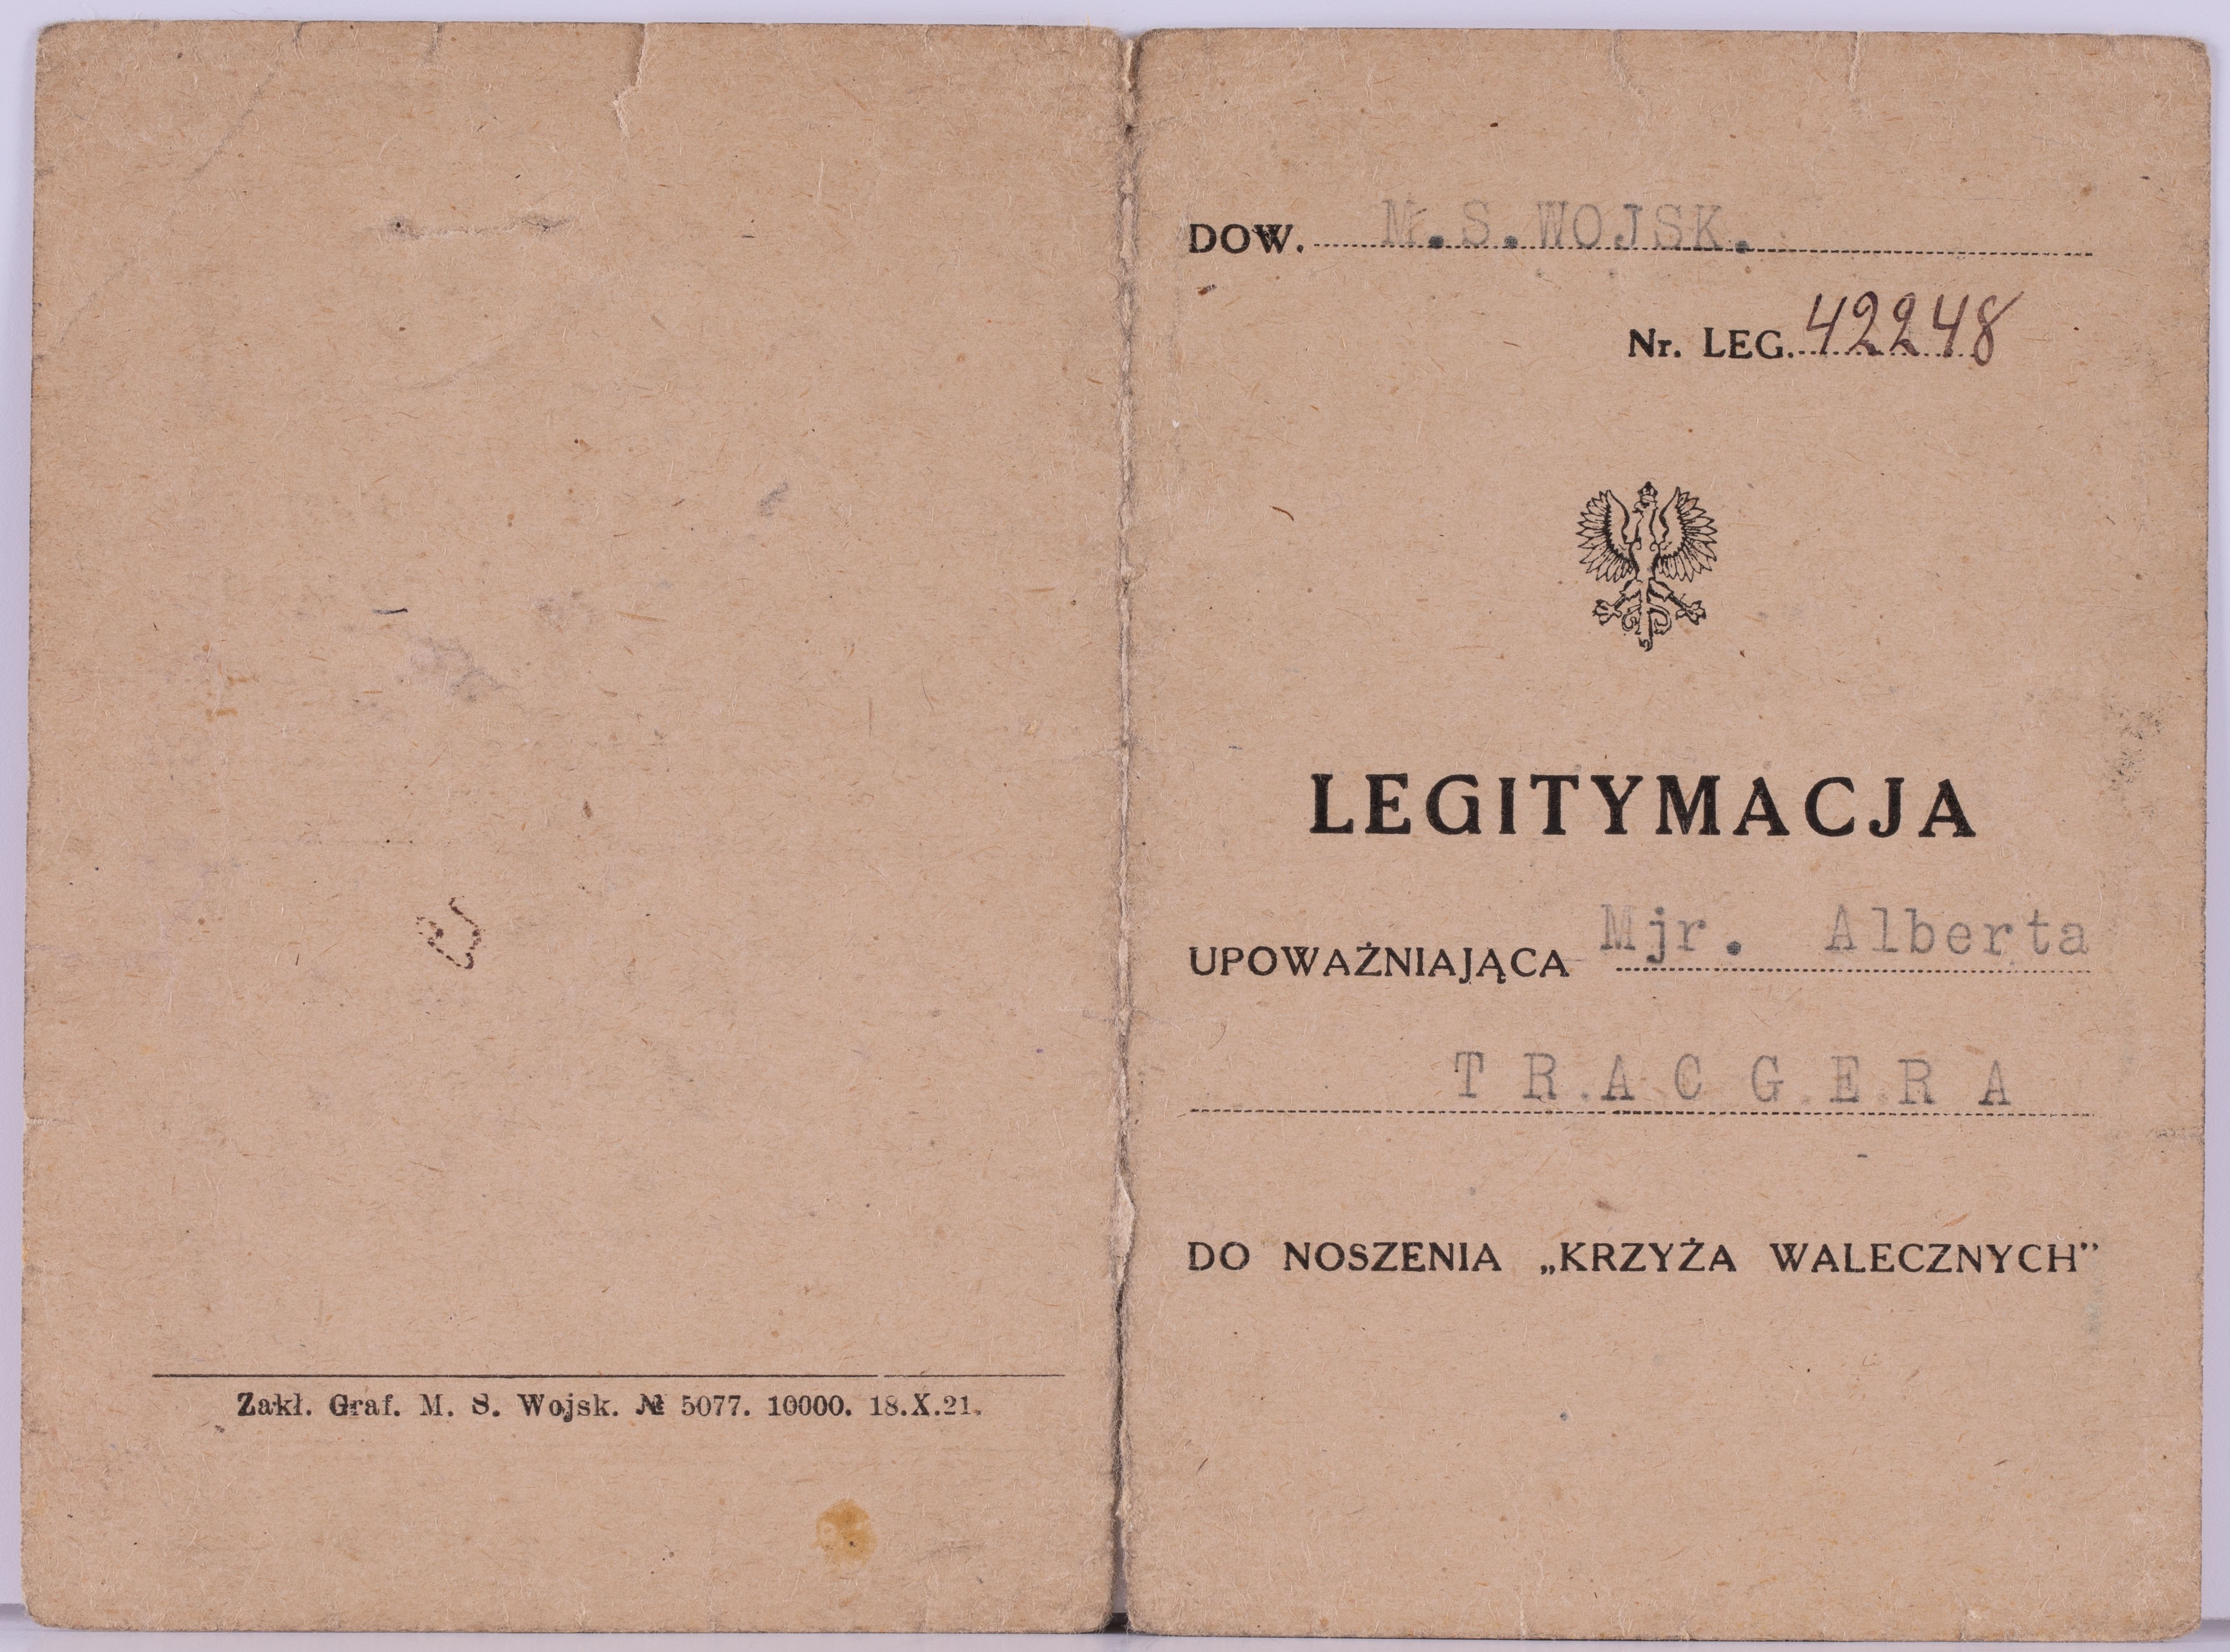 DOW. M.S.WOJSK.
Nr. LEG. 42248
LEGITYMACJA
UPOWAŻNIAJĄCA Mjr. Alberta
TRACGERA
DO NOSZENIA „KRZYŻA WALECZNYCH”
Zakł. Graf. M. S. Wojsk. № 5077. 10000. 18.X.21.